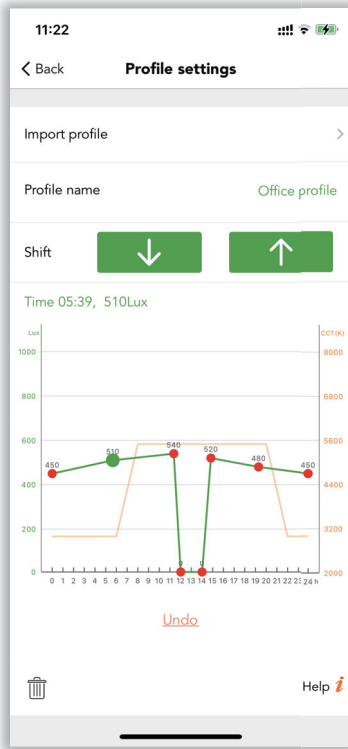 11:22
Back Profile settings
Import profile
Profile name Office profile
Shift
Time 05:39, 510Lux
Lux CCT(K)
1000 8000
800 6800
600 5600
540
510 520
450 480 450
400 4400
200 3200
0 0
0 2000
0 1 2 3 4 5 6 7 8 9 10 11 12 13 14 15 16 17 18 19 20 21 22 23 24 h
Undo
Help i